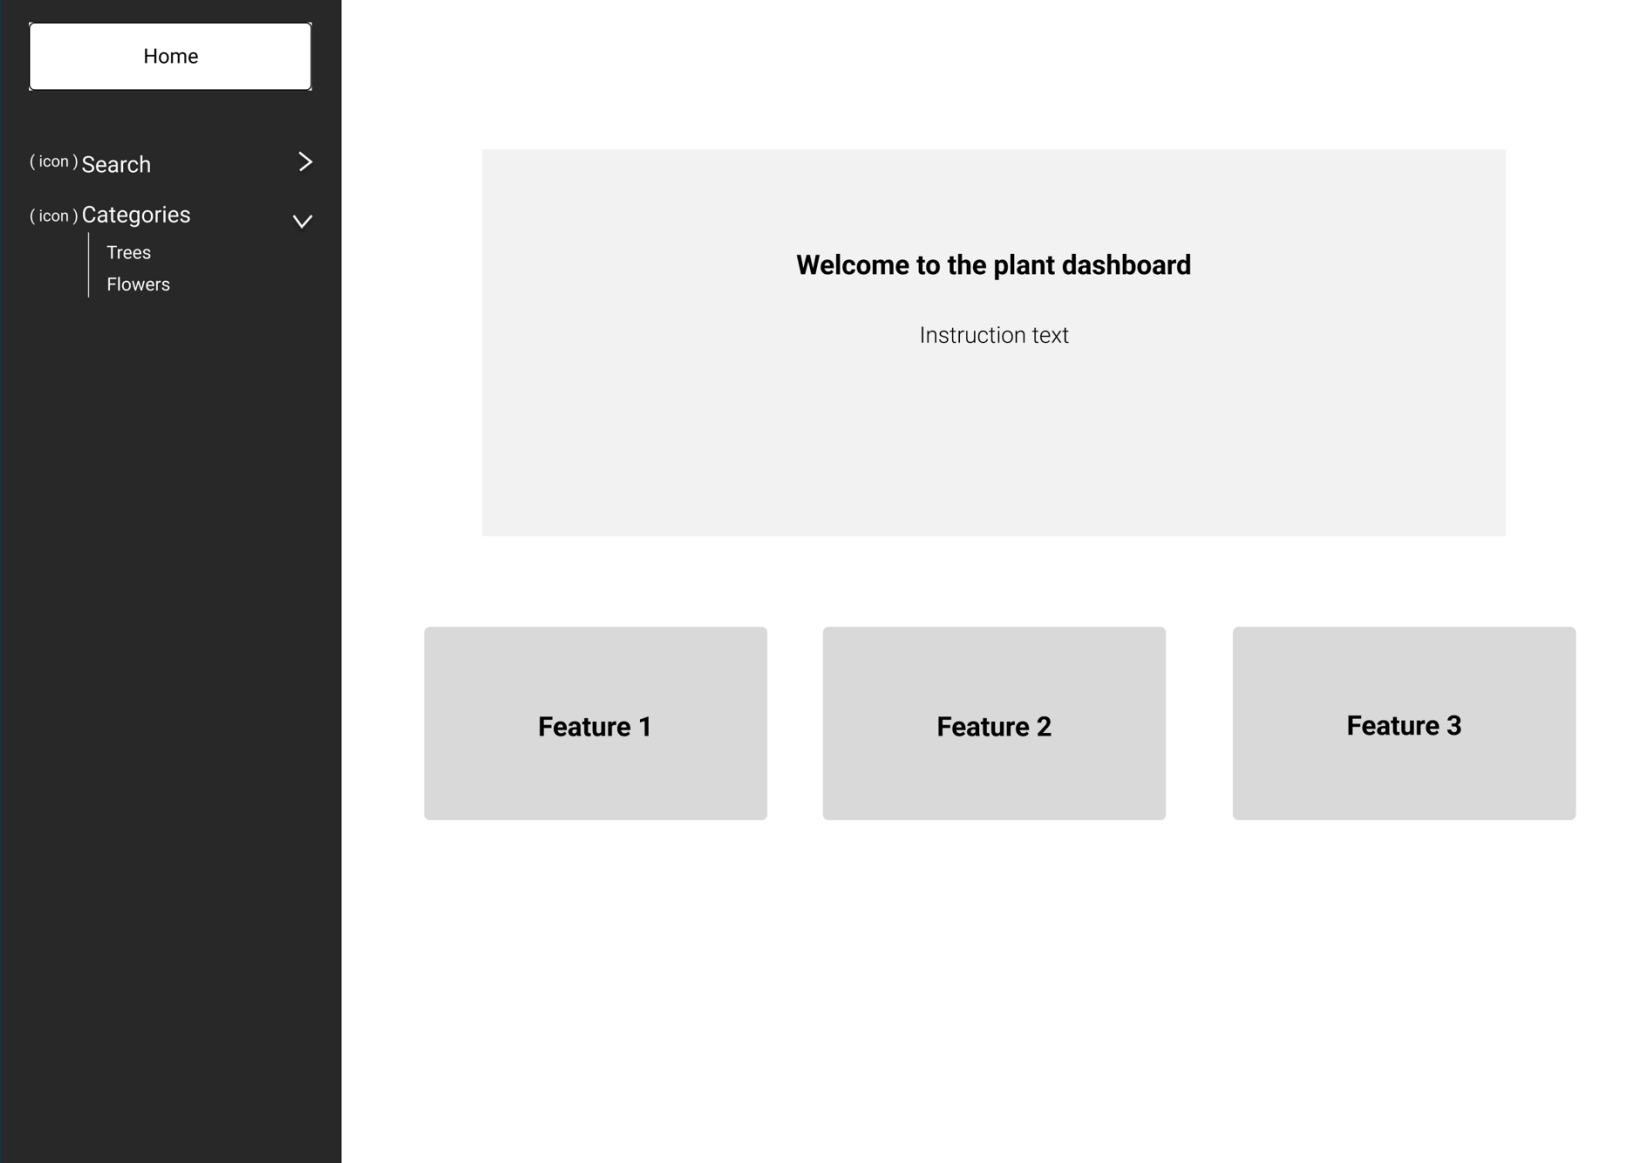 Home
( icon ) Search
( icon ) Categories
Trees
Flowers
Welcome to the plant dashboard
Instruction text
Feature 1
Feature 2
Feature 3